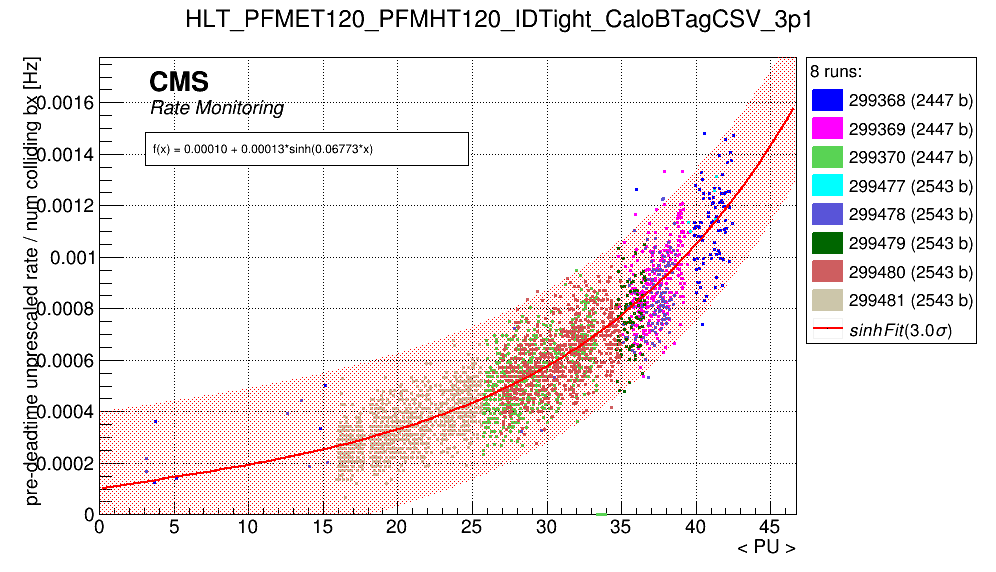 HLT_PFMET120_PFMHT120_IDTight_CaloBTagCSV_3p1
pre-deadtime unprescaled rate / num colliding bx [Hz]
CMS
Rate Monitoring
f(x) = 0.00010 + 0.00013*sinh(0.06773*x)
0.0016
0.0014
0.0012
0.001
0.0008
0.0006
0.0004
0.0002
0
0 5 10 15 20 25 30 35 40 45
< PU >
8 runs:
299368 (2447 b)
299369 (2447 b)
299370 (2447 b)
299477 (2543 b)
299478 (2543 b)
299479 (2543 b)
299480 (2543 b)
299481 (2543 b)
sinhFit(3.0σ)